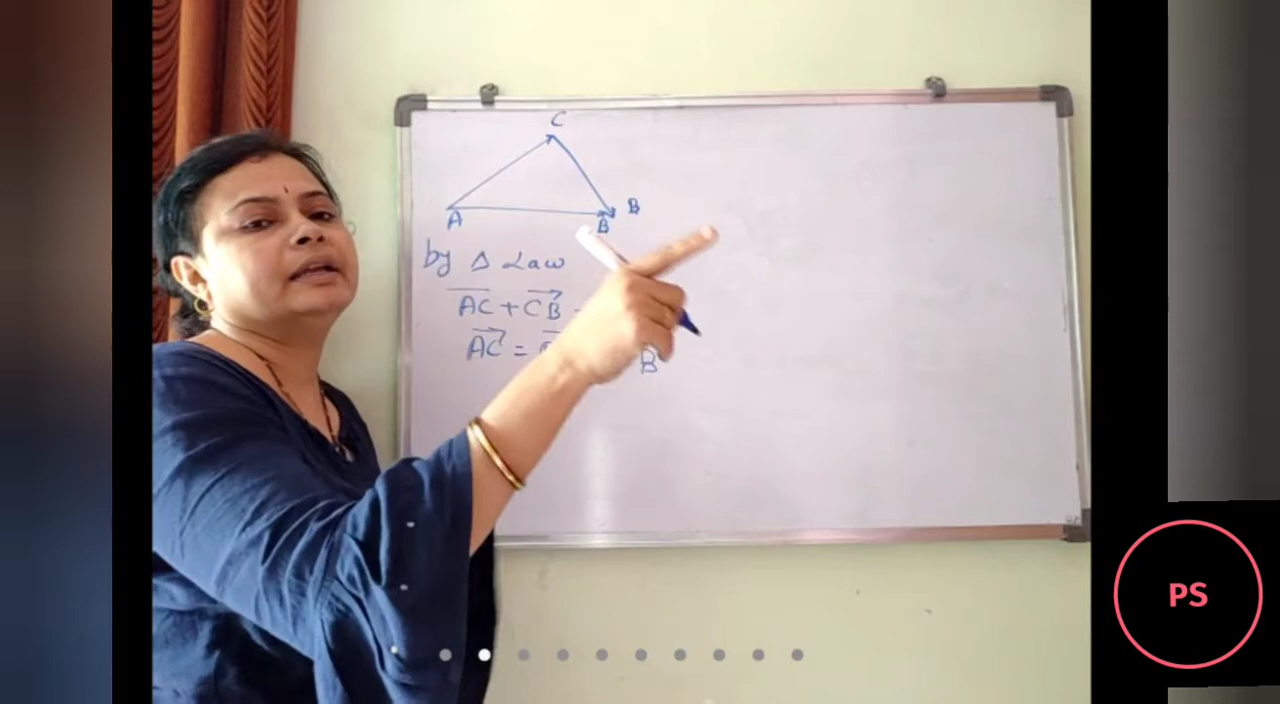 C
A B B
by Δ Law
AC + CB
AC =
B
PS